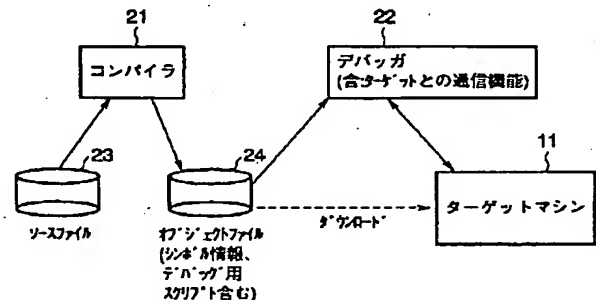 21
コンパイラ
22
デバッガ
(含ターゲットとの通信機能)
23
ソースファイル
24
オブジェクトファイル
(シンボル情報、
デバッグ用
スクリプト含む)
ダウンロード
11
ターゲットマシン